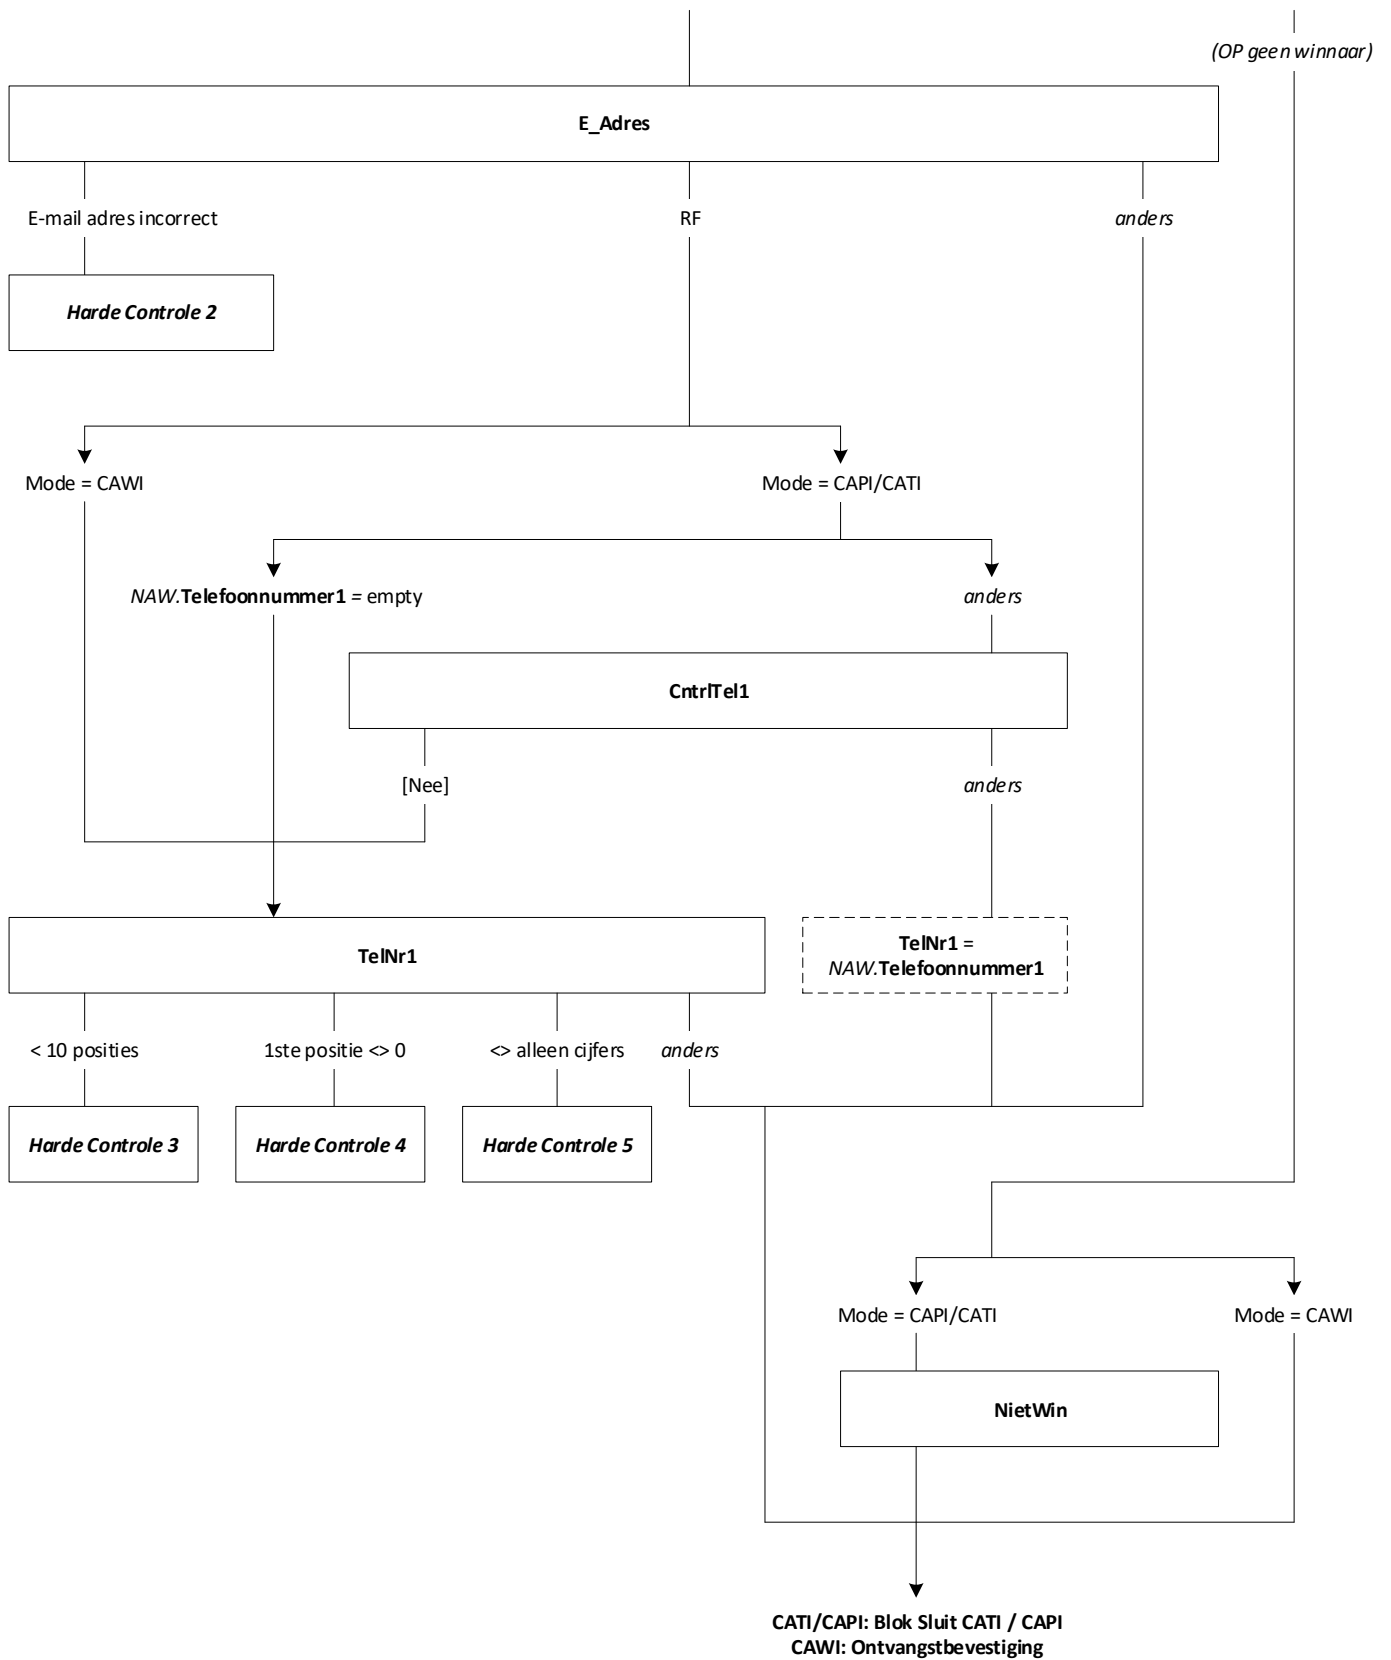 (OP geen winnaar)
E_Adres
E-mail adres incorrect
RF
anders
Harde Controle 2
Mode = CAWI
Mode = CAPI/CATI
NAW.Telefoonnummer1 = empty
anders
CntrlTel1
[Nee]
anders
TelNr1
TelNr1 =
NAW.Telefoonnummer1
< 10 posities
1ste positie <> 0
<> alleen cijfers
anders
Harde Controle 3
Harde Controle 4
Harde Controle 5
Mode = CAPI/CATI
Mode = CAWI
NietWin
CATI/CAPI: Blok Sluit CATI / CAPI
CAWI: Ontvangstbevestiging